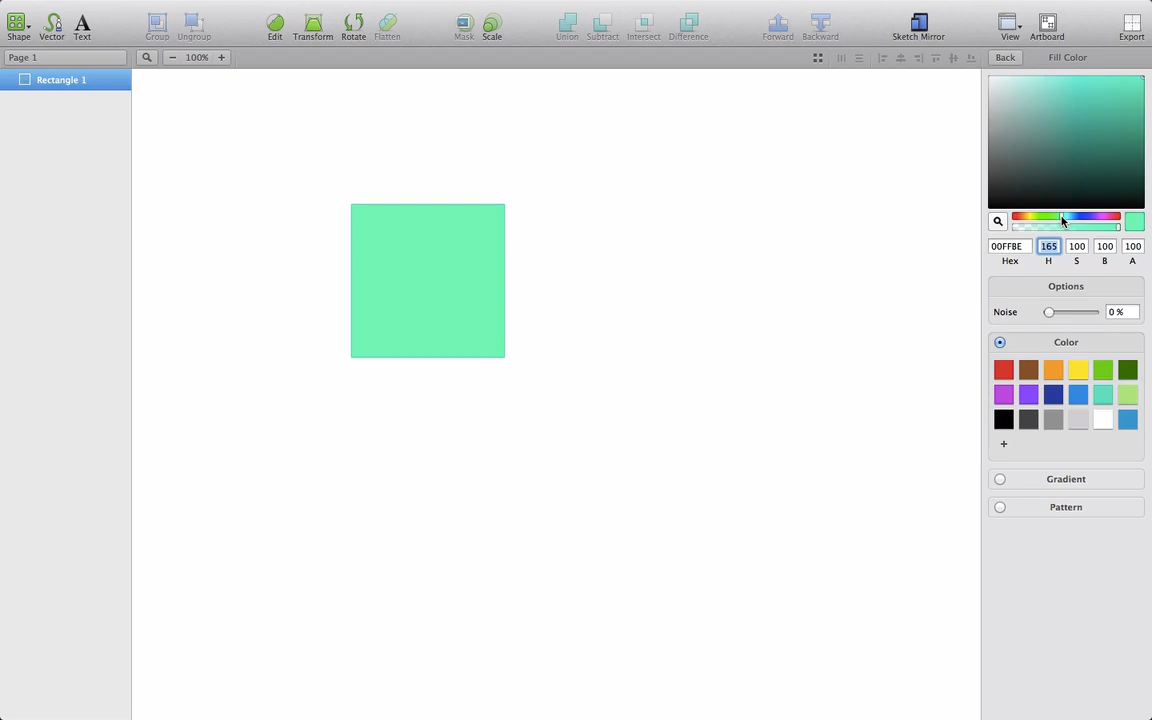 Shape Vector Text Group Ungroup Edit Transform Rotate Flatten Mask Scale Union Subtract Intersect Difference Forward Backward Sketch Mirror View Artboard Export
Page 1 100% Back Fill Color
Rectangle 1
00FFBE 165 100 100 100
Hex H S B A
Options
Noise 0 %
Color
Gradient
Pattern